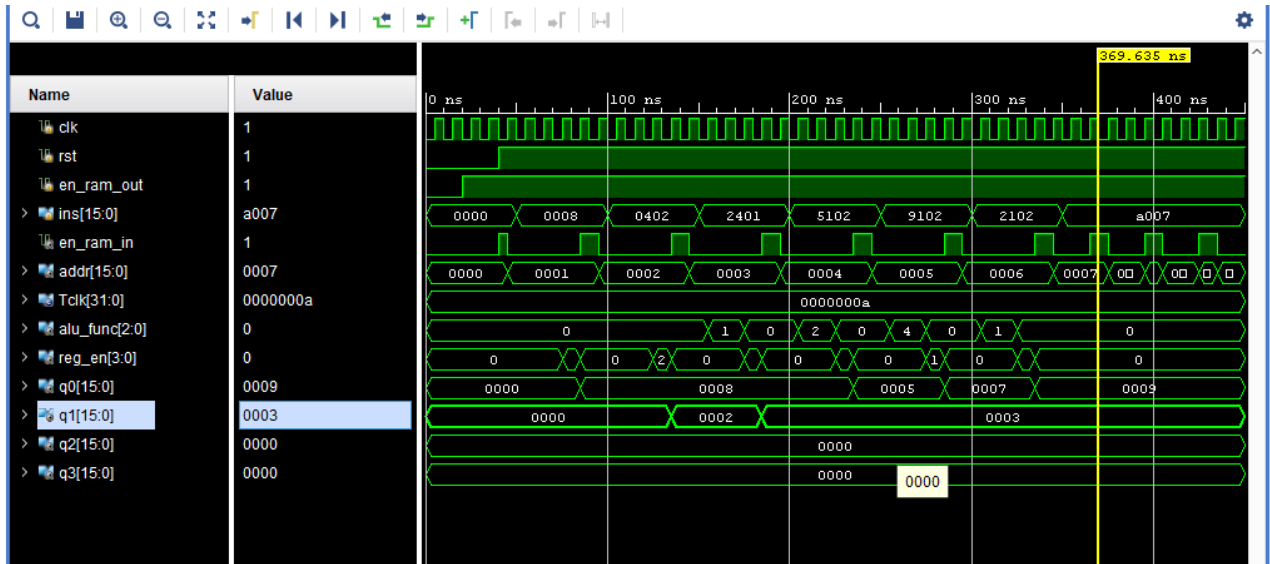 369.635 ns
Name Value
0 ns 100 ns 200 ns 300 ns 400 ns
clk 1
rst 1
en_ram_out 1
ins[15:0] a007 0000 0008 0402 2401 5102 9102 2102 a007
en_ram_in 1
addr[15:0] 0007 0000 0001 0002 0003 0004 0005 0006 0007 00 00
Tclk[31:0] 0000000a 0000000a
alu_func[2:0] 0 0 1 0 2 0 4 0 1 0
reg_en[3:0] 0 0 0 2 0 0 0 1 0 0
q0[15:0] 0009 0000 0008 0005 0007 0009
q1[15:0] 0003 0000 0002 0003
q2[15:0] 0000 0000
q3[15:0] 0000 0000 0000